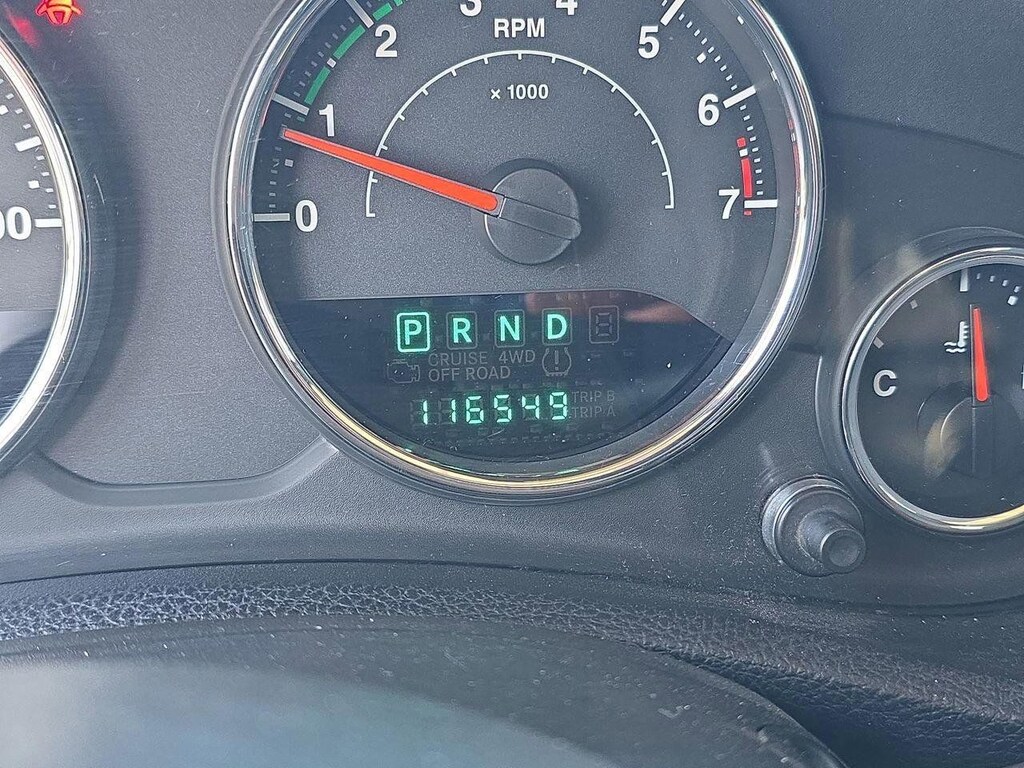 3 4
2 RPM 5
× 1000
1 6
00 0 7
P R N D
CRUISE 4WD
OFF ROAD
C
116549 TRIP B
TRIP A